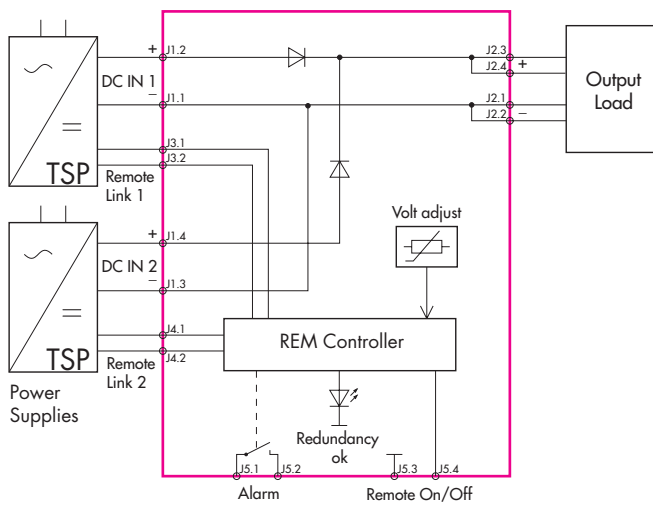 + J1.2
DC IN 1
− J1.1
J3.1
J3.2
TSP
Remote
Link 1
J2.3
J2.4 +
J2.1
J2.2 −
Output
Load
Volt adjust
+ J1.4
DC IN 2
− J1.3
J4.1
J4.2
TSP
Remote
Link 2
Power
Supplies
REM Controller
Redundancy
ok
J5.1 J5.2
J5.3 J5.4
Alarm
Remote On/Off